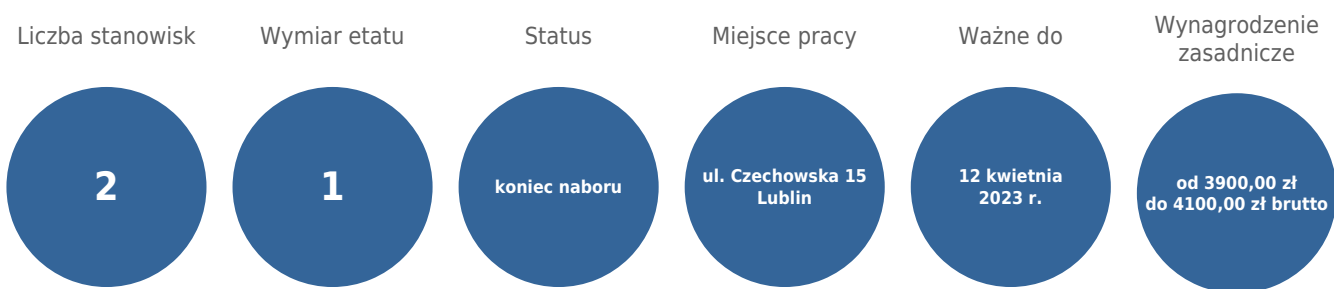 Liczba stanowisk
Wymiar etatu
Status
Miejsce pracy
Ważne do
Wynagrodzenie
zasadnicze
2
1
koniec naboru
ul. Czechowska 15
Lublin
12 kwietnia
2023 r.
od 3900,00 zł
do 4100,00 zł brutto